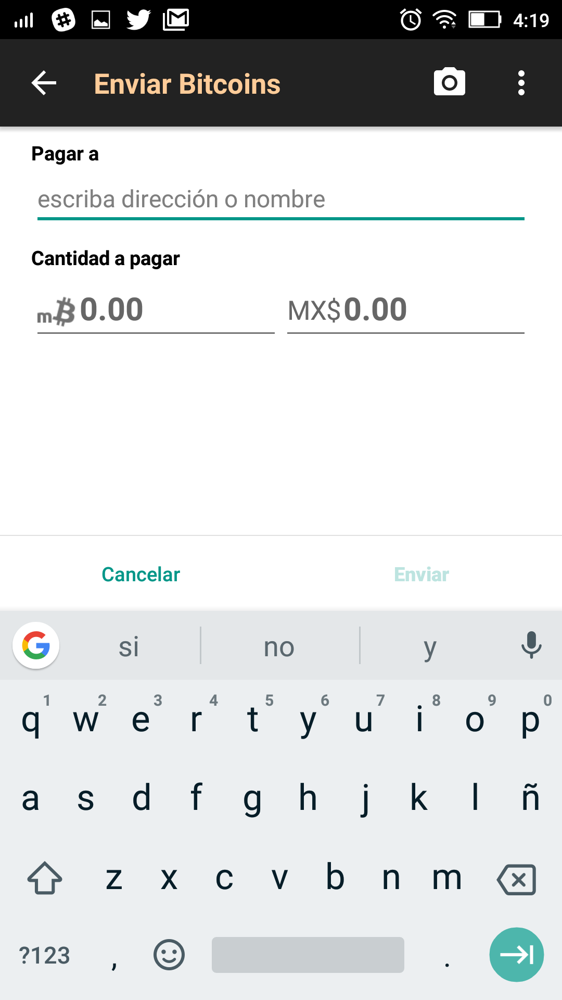 4:19
Enviar Bitcoins
Pagar a
escriba dirección o nombre
Cantidad a pagar
m₿ 0.00 MX$ 0.00
Cancelar Enviar
si no y
1 2 3 4 5 6 7 8 9 0
q w e r t y u i o p
a s d f g h j k l ñ
z x c v b n m
?123 , .